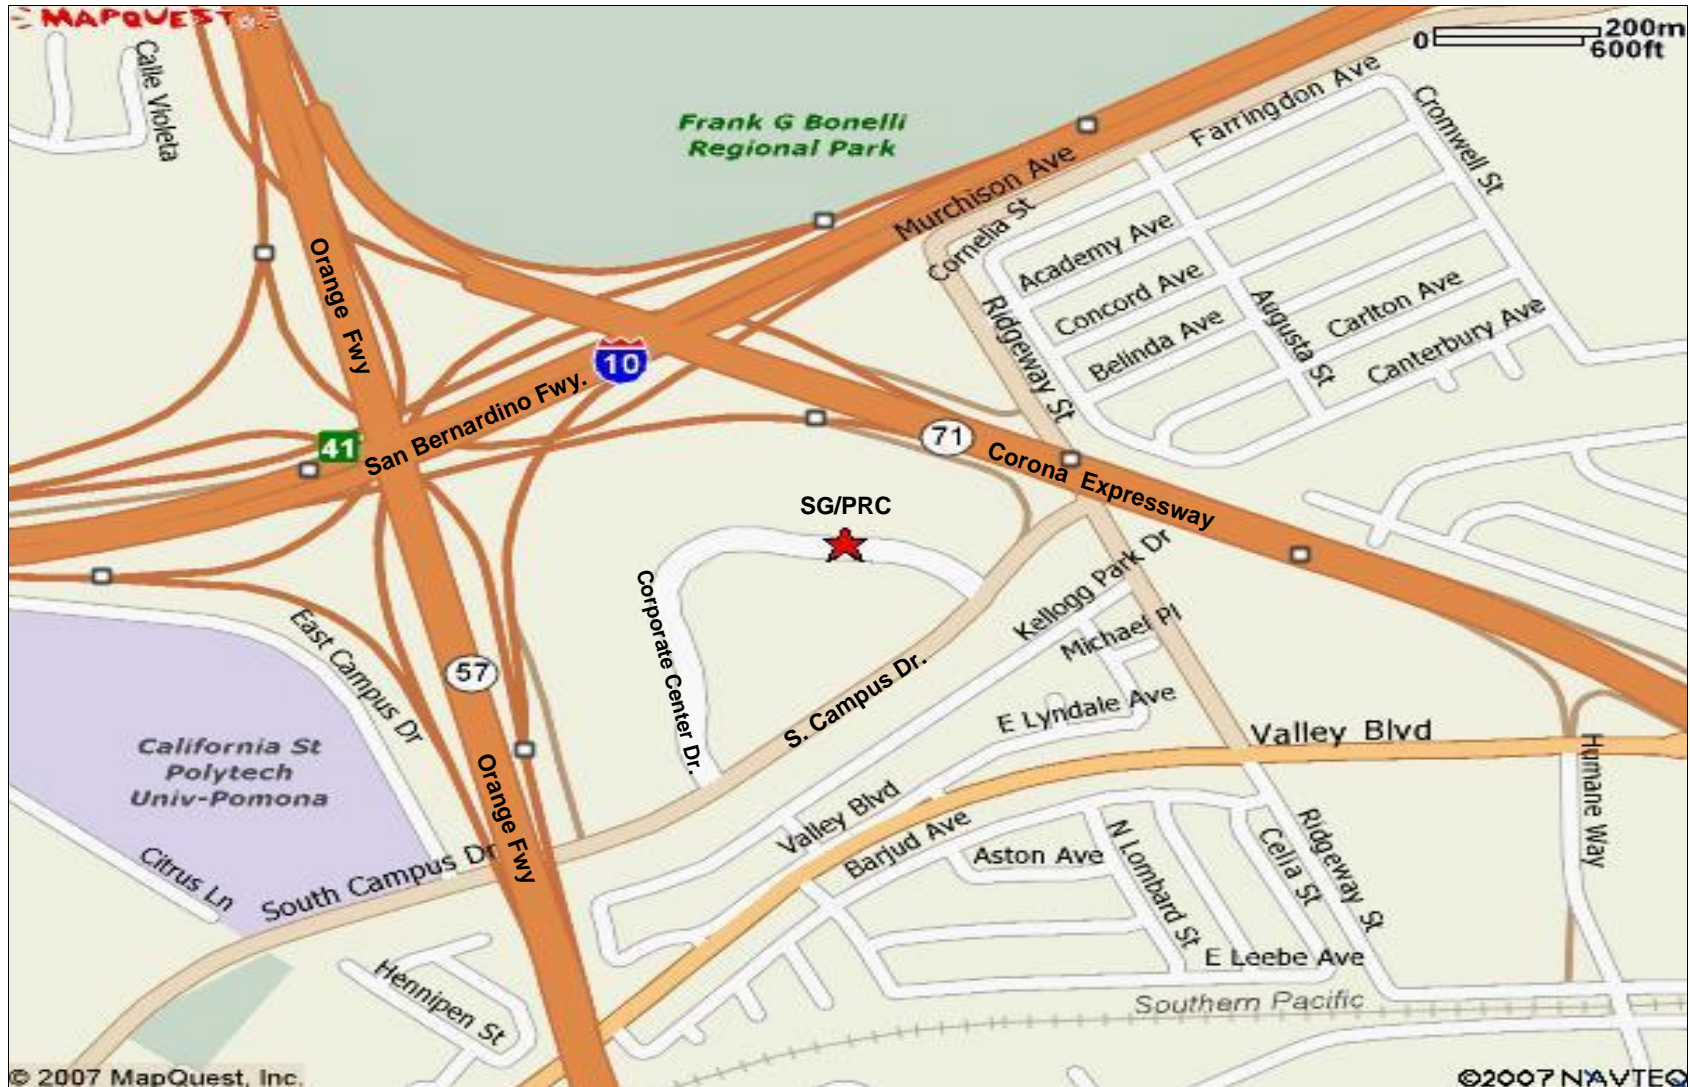 MAPQUEST
200m
0
600ft
Calle Violeta
Farringdon Ave
Cromwell St
Frank G Bonelli
Regional Park
Murchison Ave
Cornelia St
Academy Ave
Orange Fwy
Concord Ave
Ridgeway St
Augusta St
Carlton Ave
Belinda Ave
Canterbury Ave
10
San Bernardino Fwy.
41
71
Corona Expressway
SG/PRC
Kellogg Park Dr
Corporate Center Dr.
East Campus Dr
Michael Pl
57
S. Campus Dr.
E Lyndale Ave
Valley Blvd
California St
Polytech
Univ-Pomona
Orange Fwy
Humane Way
Valley Blvd
Barjud Ave
Aston Ave
N Lombard St
Celia St
Ridgeway St
Citrus Ln
South Campus Dr
E Leebe Ave
Hennipen St
Southern Pacific
© 2007 MapQuest, Inc.
©2007 NAVTEQ